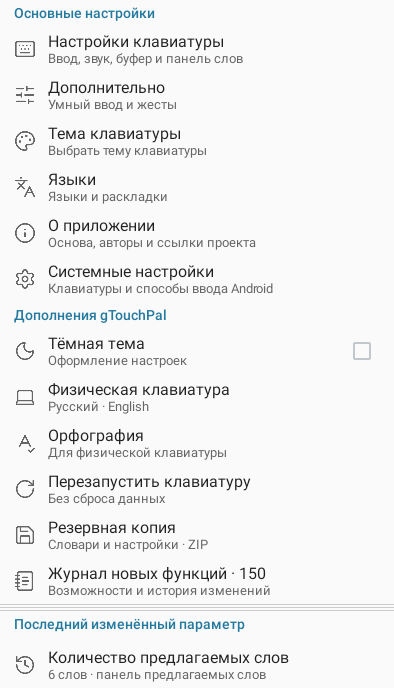 Основные настройки
Настройки клавиатуры
Ввод, звук, буфер и панель слов
Дополнительно
Умный ввод и жесты
Тема клавиатуры
Выбрать тему клавиатуры
Языки
Языки и раскладки
О приложении
Основа, авторы и ссылки проекта
Системные настройки
Клавиатуры и способы ввода Android
Дополнения gTouchPal
Тёмная тема
Оформление настроек
Физическая клавиатура
Русский · English
Орфография
Для физической клавиатуры
Перезапустить клавиатуру
Без сброса данных
Резервная копия
Словари и настройки · ZIP
Журнал новых функций · 150
Возможности и история изменений
Последний изменённый параметр
Количество предлагаемых слов
6 слов · панель предлагаемых слов